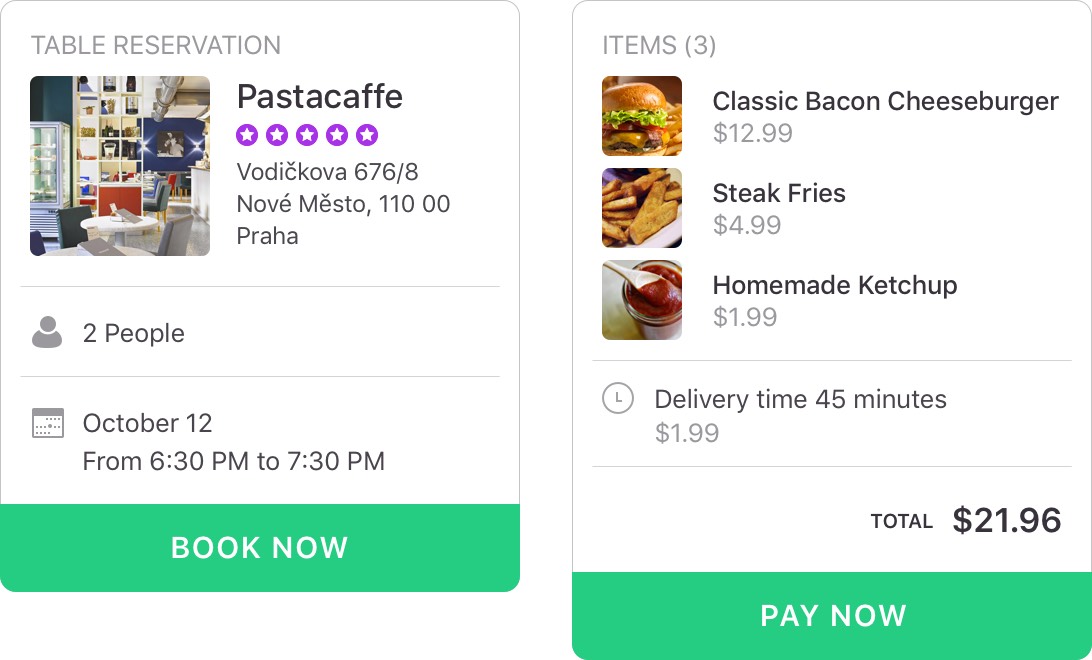 TABLE RESERVATION
Pastacaffe
Vodičkova 676/8
Nové Město, 110 00
Praha
2 People
October 12
From 6:30 PM to 7:30 PM
BOOK NOW
ITEMS (3)
Classic Bacon Cheeseburger
$12.99
Steak Fries
$4.99
Homemade Ketchup
$1.99
Delivery time 45 minutes
$1.99
TOTAL $21.96
PAY NOW